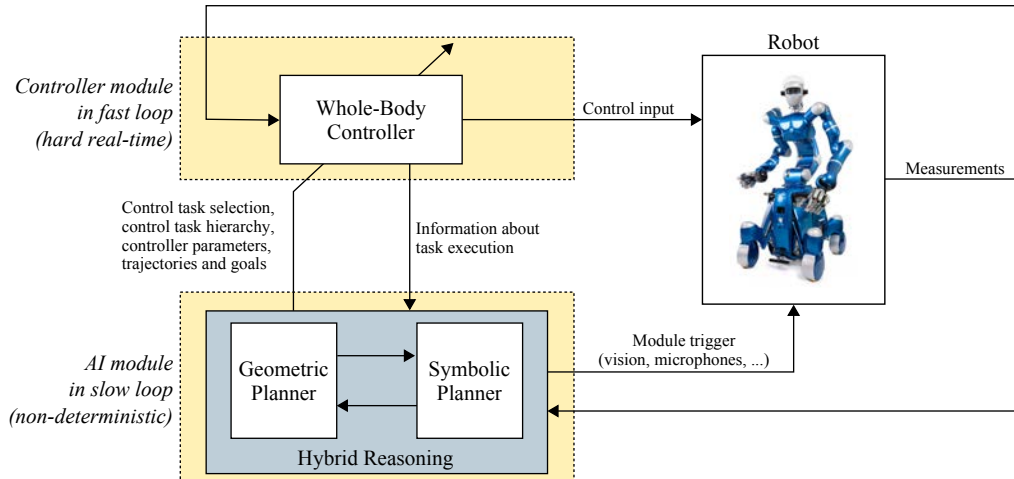 Robot
Controller module
in fast loop
(hard real-time)
Whole-Body
Controller
Control input
Measurements
Control task selection,
control task hierarchy,
controller parameters,
trajectories and goals
Information about
task execution
AI module
in slow loop
(non-deterministic)
Geometric
Planner
Symbolic
Planner
Hybrid Reasoning
Module trigger
(vision, microphones, ...)